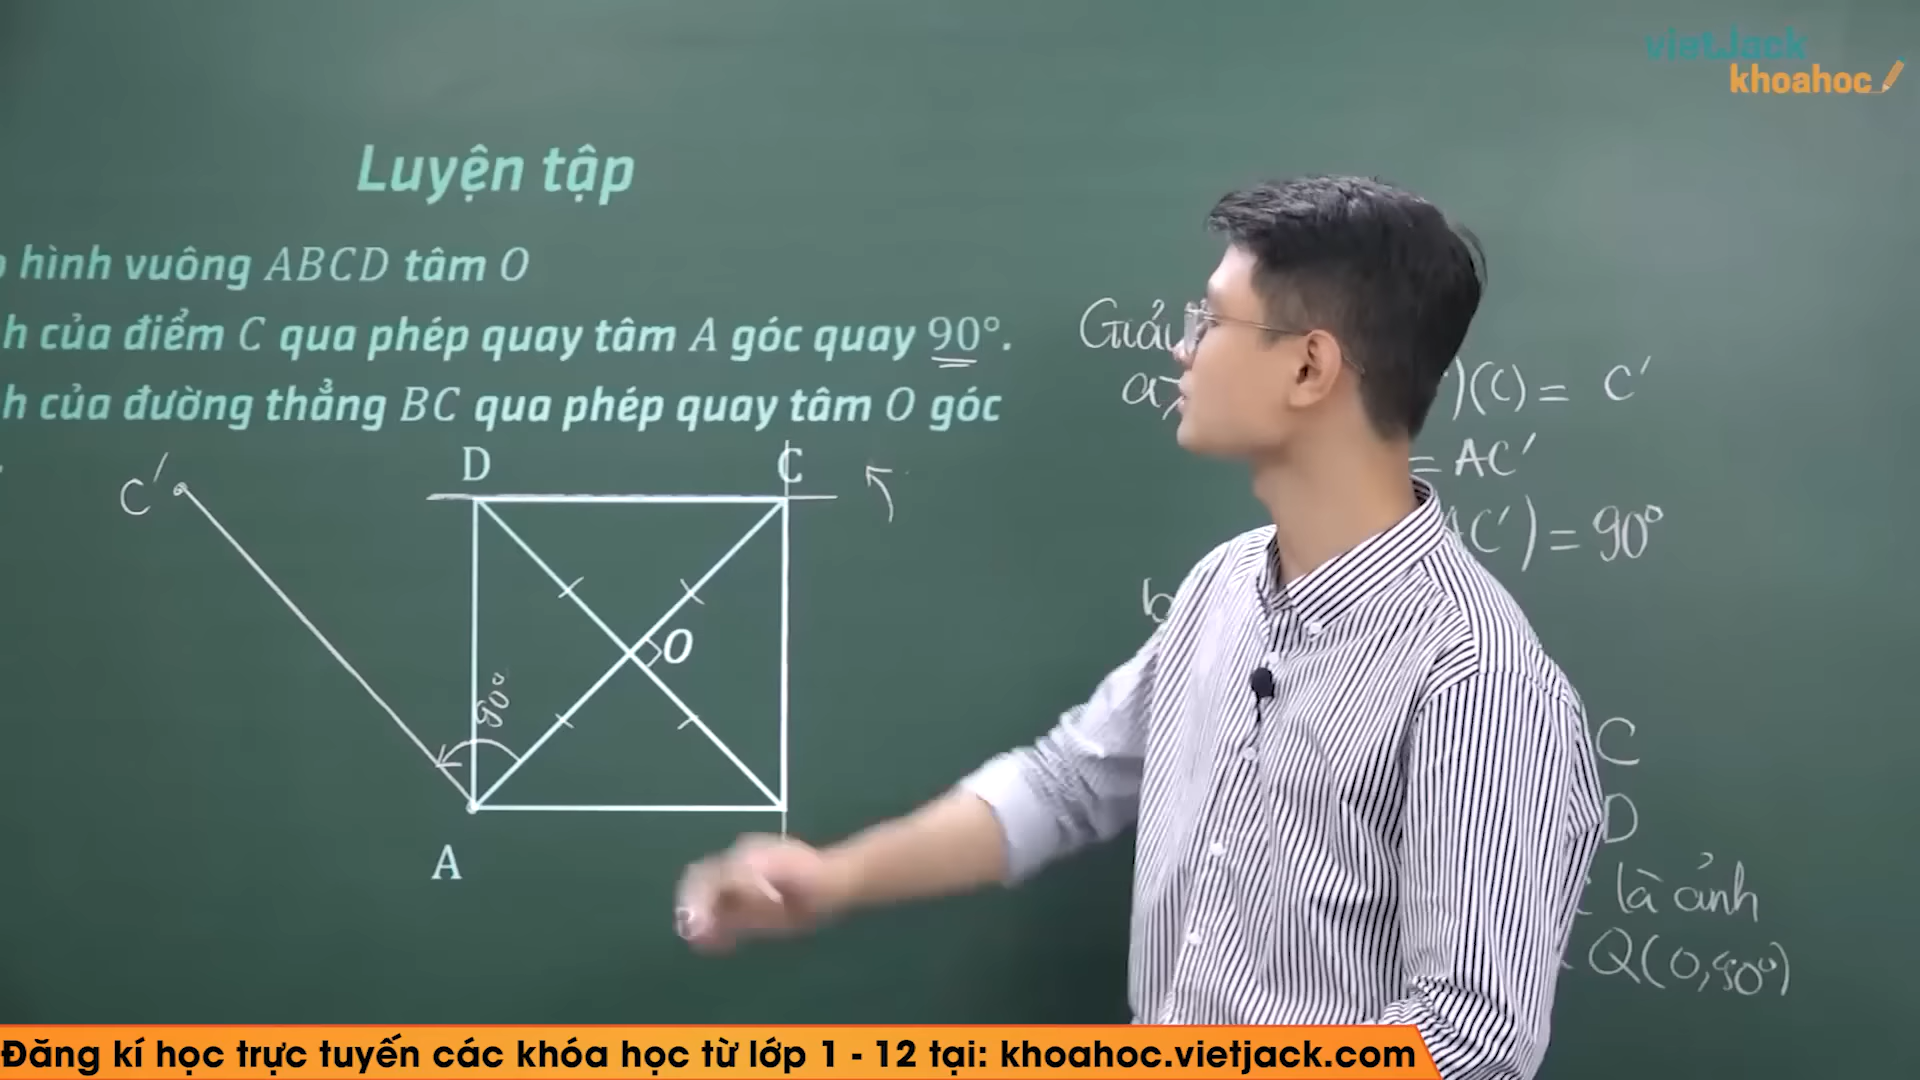 vietJack
khoahoc
Luyện tập
hình vuông ABCD tâm O
của điểm C qua phép quay tâm A góc quay 90°.
của đường thẳng BC qua phép quay tâm O góc
Giải
a,
)(C) = C'
= AC'
C') = 90°
b
C
D
là ảnh
Q(O, 90°)
C'
D
C
O
90°
A
Đăng kí học trực tuyến các khóa học từ lớp 1 - 12 tại: khoahoc.vietjack.com